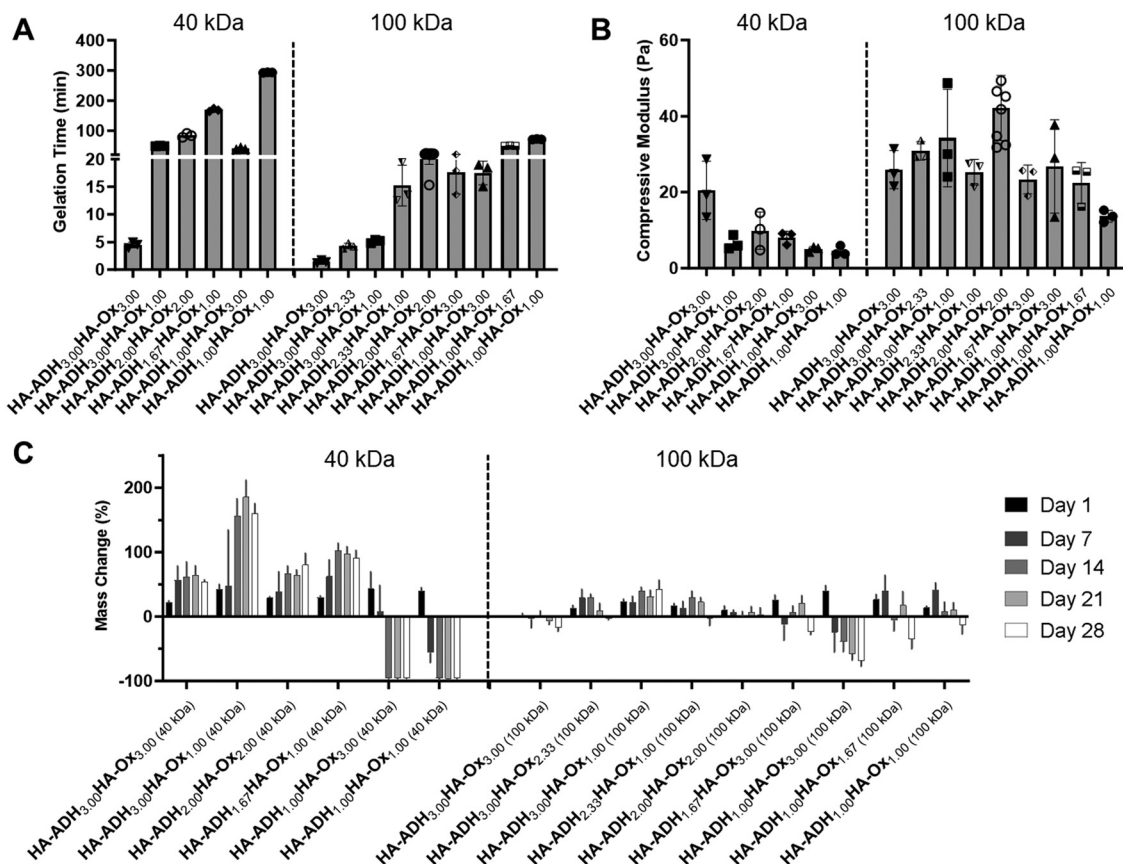 A
40 kDa
100 kDa
Gelation Time (min)
400
300
200
100
20
15
10
5
0
HA-ADH3.00HA-Ox3.00
HA-ADH3.00HA-Ox1.00
HA-ADH2.00HA-Ox2.00
HA-ADH1.67HA-Ox1.00
HA-ADH1.00HA-Ox3.00
HA-ADH1.00HA-Ox1.00
HA-ADH3.00HA-Ox3.00
HA-ADH3.00HA-Ox2.33
HA-ADH3.00HA-Ox1.00
HA-ADH2.33HA-Ox1.00
HA-ADH2.00HA-Ox2.00
HA-ADH1.67HA-Ox3.00
HA-ADH1.00HA-Ox3.00
HA-ADH1.00HA-Ox1.67
HA-ADH1.00HA-Ox1.00
B
40 kDa
100 kDa
Compressive Modulus (Pa)
60
40
20
0
HA-ADH3.00HA-Ox3.00
HA-ADH3.00HA-Ox1.00
HA-ADH2.00HA-Ox2.00
HA-ADH1.67HA-Ox1.00
HA-ADH1.00HA-Ox3.00
HA-ADH1.00HA-Ox1.00
HA-ADH3.00HA-Ox3.00
HA-ADH3.00HA-Ox2.33
HA-ADH3.00HA-Ox1.00
HA-ADH2.33HA-Ox1.00
HA-ADH2.00HA-Ox2.00
HA-ADH1.67HA-Ox3.00
HA-ADH1.00HA-Ox3.00
HA-ADH1.00HA-Ox1.67
HA-ADH1.00HA-Ox1.00
C
40 kDa
100 kDa
Mass Change (%)
200
100
0
-100
Day 1
Day 7
Day 14
Day 21
Day 28
HA-ADH3.00HA-Ox3.00 (40 kDa)
HA-ADH3.00HA-Ox1.00 (40 kDa)
HA-ADH2.00HA-Ox2.00 (40 kDa)
HA-ADH1.67HA-Ox1.00 (40 kDa)
HA-ADH1.00HA-Ox3.00 (40 kDa)
HA-ADH1.00HA-Ox1.00 (40 kDa)
HA-ADH3.00HA-Ox3.00 (100 kDa)
HA-ADH3.00HA-Ox2.33 (100 kDa)
HA-ADH3.00HA-Ox1.00 (100 kDa)
HA-ADH2.33HA-Ox1.00 (100 kDa)
HA-ADH2.00HA-Ox2.00 (100 kDa)
HA-ADH1.67HA-Ox3.00 (100 kDa)
HA-ADH1.00HA-Ox3.00 (100 kDa)
HA-ADH1.00HA-Ox1.67 (100 kDa)
HA-ADH1.00HA-Ox1.00 (100 kDa)